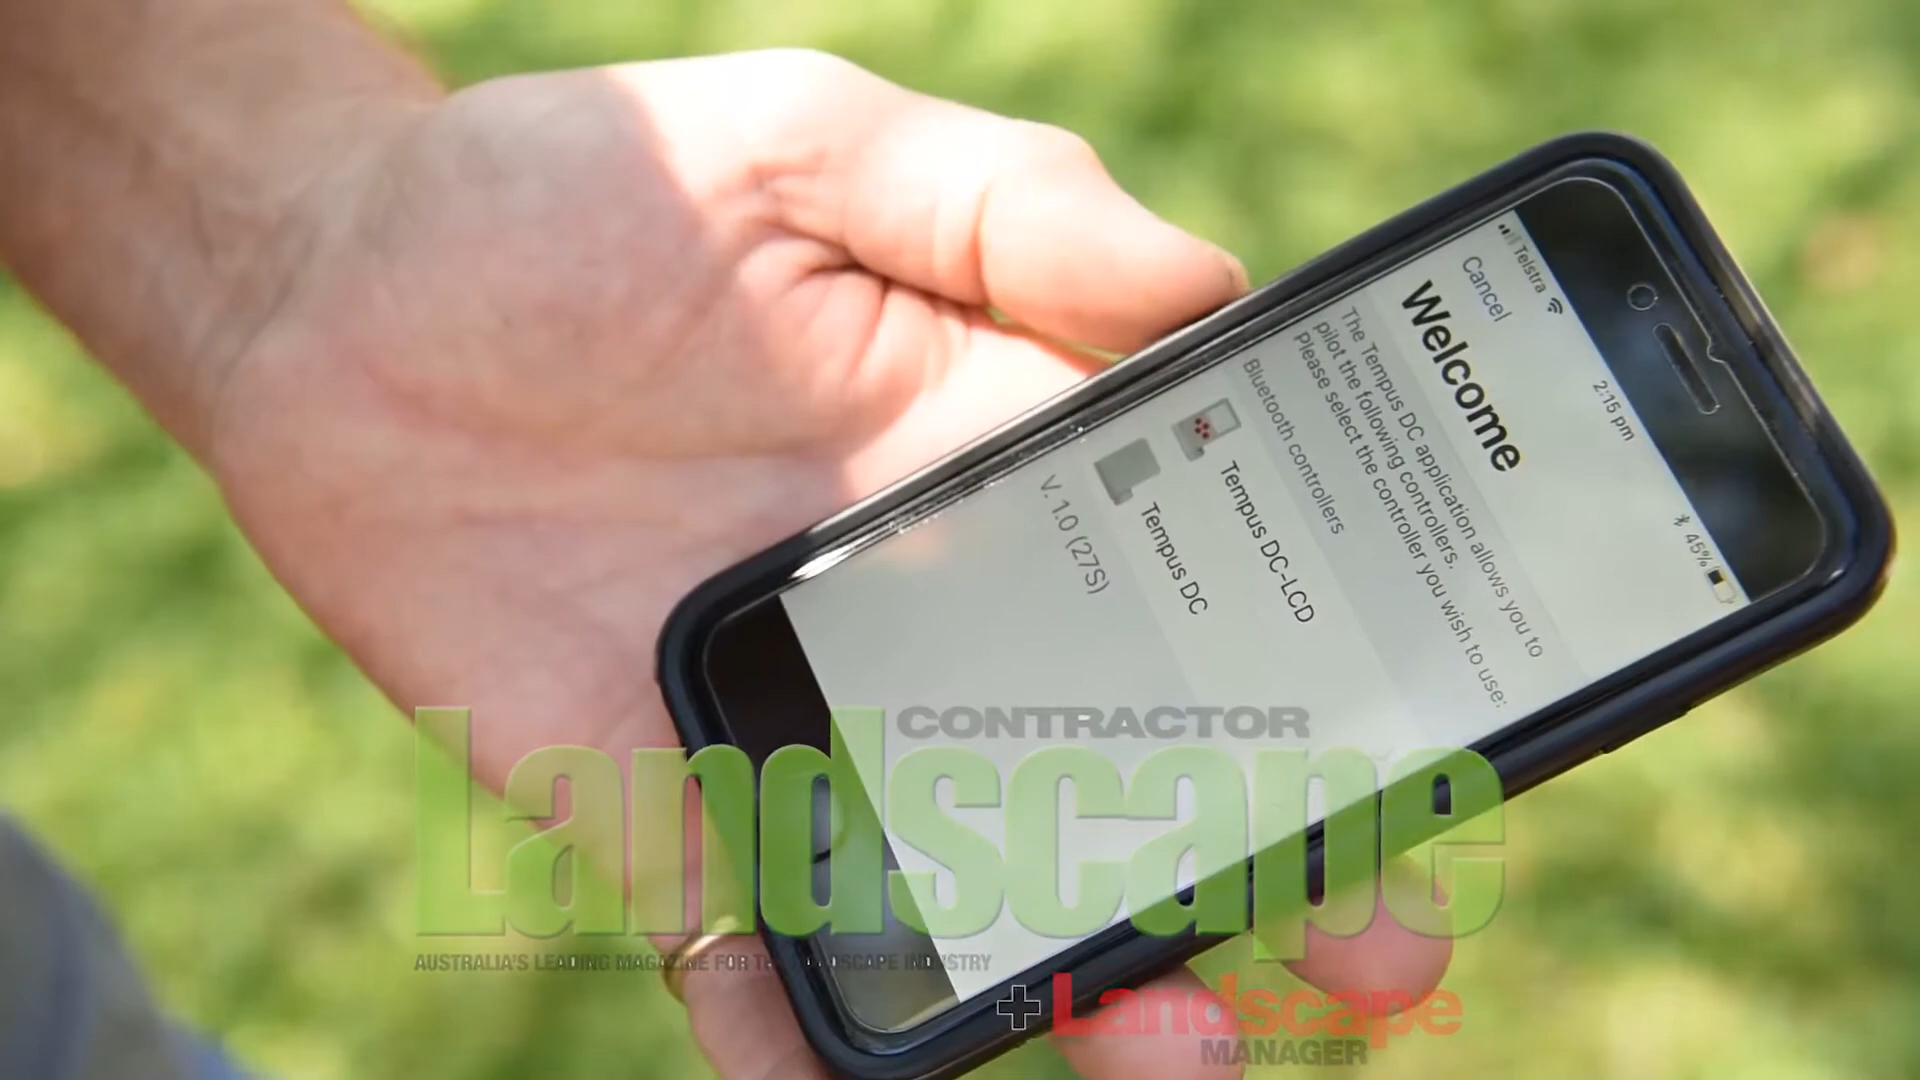 Telstra 2:15 pm 45%
Cancel
Welcome
The Tempus DC application allows you to
pilot the following controllers.
Please select the controller you wish to use:
Bluetooth controllers
Tempus DC-LCD
Tempus DC
V. 1.0 (27S)
CONTRACTOR
Landscape
AUSTRALIA'S LEADING MAGAZINE FOR THE LANDSCAPE INDUSTRY
+Landscape
MANAGER